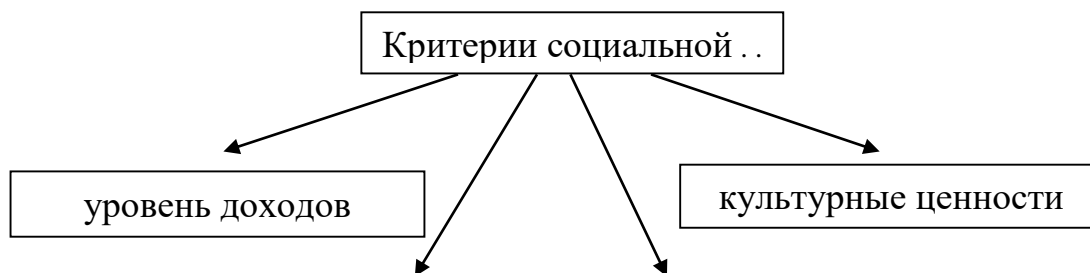 Критерии социальной . .
уровень доходов
культурные ценности